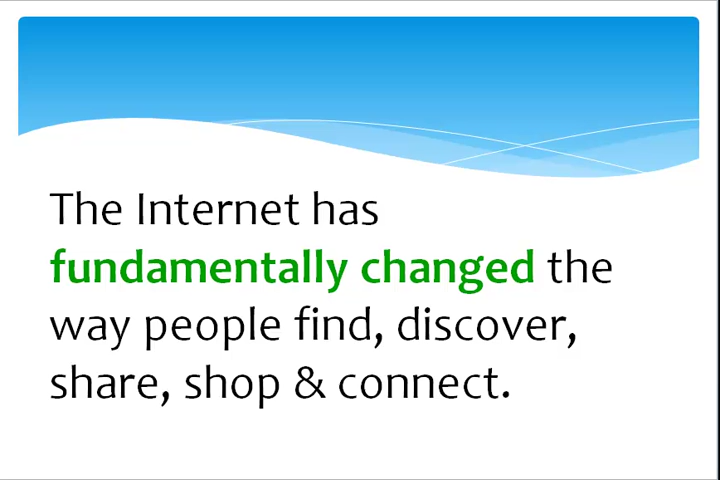 The Internet has
fundamentally changed the
way people find, discover,
share, shop & connect.